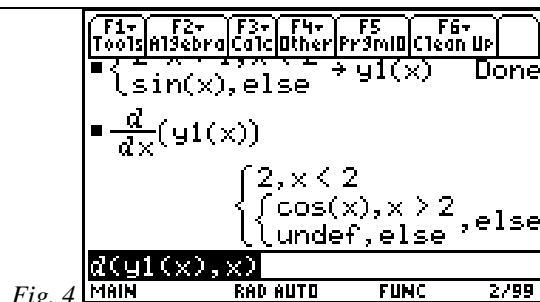 F1▾ F2▾ F3▾ F4▾ F5 F6▾
Tools Algebra Calc Other PrgmIO Clean Up
sin(x), else → y1(x) Done
d/dx(y1(x))
{2, x < 2
{cos(x), x > 2
{undef, else , else
d(y1(x),x)
Fig. 4 MAIN RAD AUTO FUNC 2/99